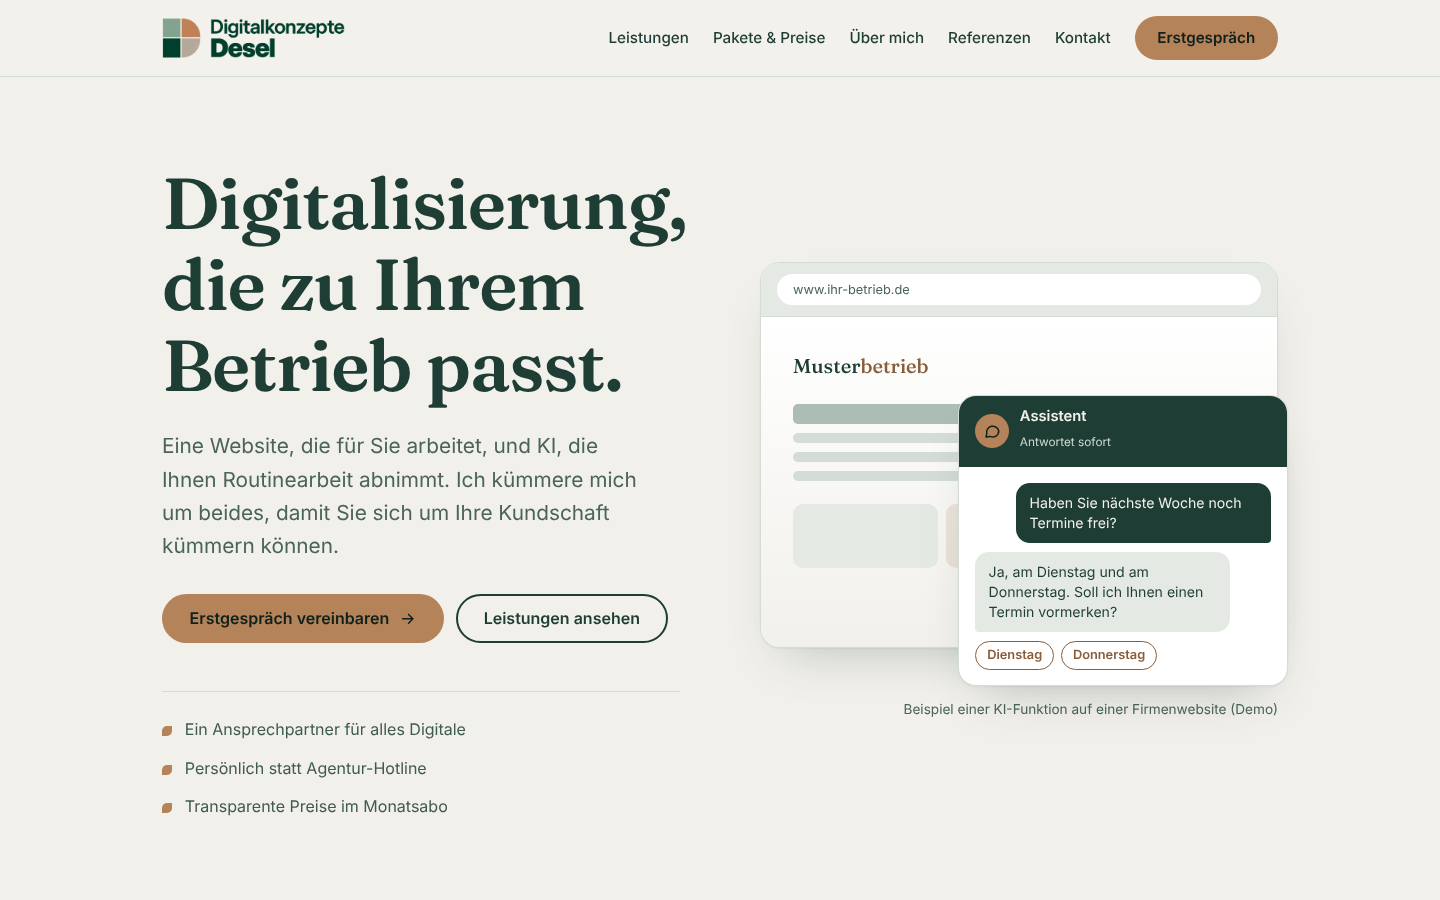 Digitalkonzepte
Desel
Leistungen
Pakete & Preise
Über mich
Referenzen
Kontakt
Erstgespräch
Digitalisierung,
die zu Ihrem
Betrieb passt.
Eine Website, die für Sie arbeitet, und KI, die
Ihnen Routinearbeit abnimmt. Ich kümmere mich
um beides, damit Sie sich um Ihre Kundschaft
kümmern können.
Erstgespräch vereinbaren →
Leistungen ansehen
Ein Ansprechpartner für alles Digitale
Persönlich statt Agentur-Hotline
Transparente Preise im Monatsabo
www.ihr-betrieb.de
Musterbetrieb
Assistent
Antwortet sofort
Haben Sie nächste Woche noch
Termine frei?
Ja, am Dienstag und am
Donnerstag. Soll ich Ihnen einen
Termin vormerken?
Dienstag
Donnerstag
Beispiel einer KI-Funktion auf einer Firmenwebsite (Demo)